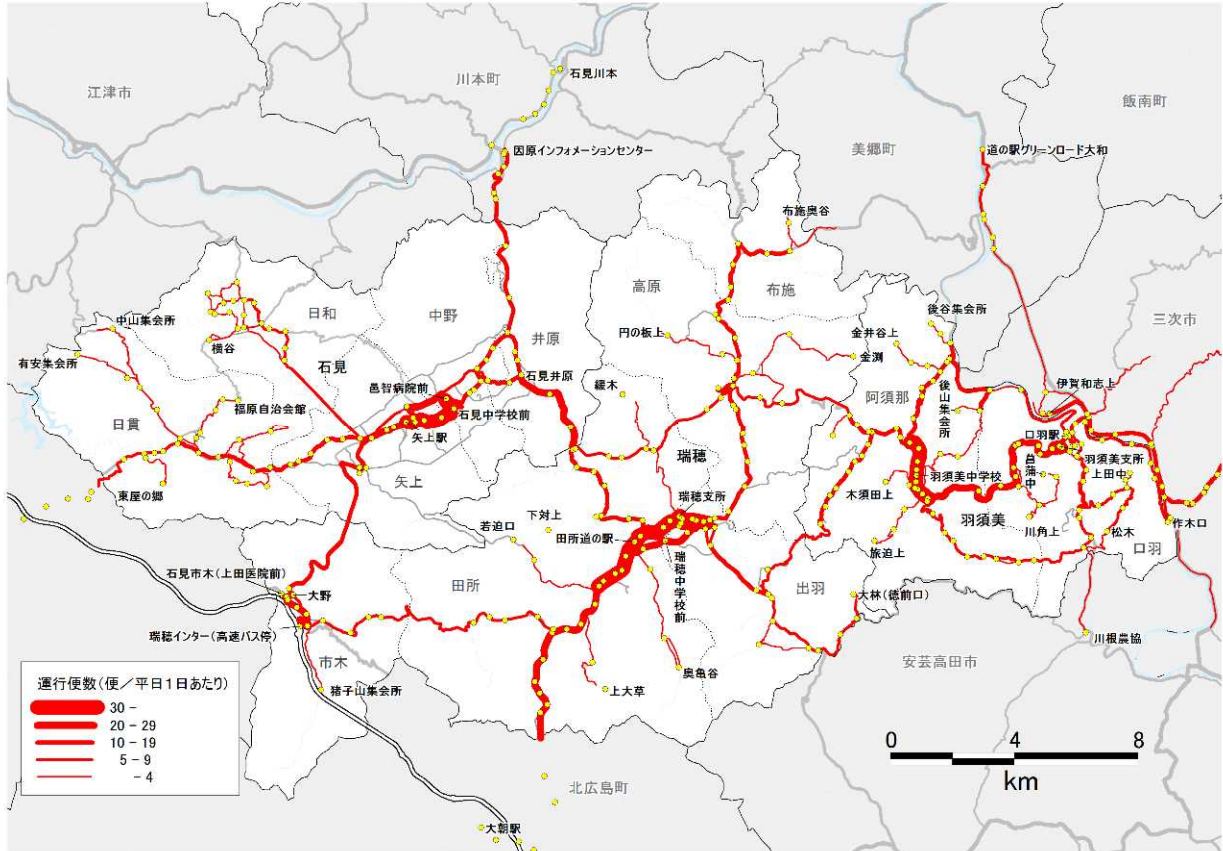 石見川本
川本町
江津市
飯南町
因原インフォメーションセンター
美郷町
道の駅グリーンロード大和
布施奥谷
高原
布施
日和
中野
後谷集会所
中山集会所
井原
金井谷上
三次市
横谷
円の板上
金渕
有安集会所
石見
石見井原
邑智病院前
阿須那
後山集会所
伊賀和志上
福原自治会館
繧木
石見中学校前
日貫
矢上駅
口羽駅
羽須美支所
瑞穂
菖蒲中
上田中
矢上
羽須美中学校
東屋の郷
瑞穂支所
木須田上
下対上
羽須美
若迫口
川角上
松木
作木口
田所道の駅
口羽
旅迫上
瑞穂中学校前
石見市木(上田医院前)
田所
出羽
大林(徳前口)
大野
瑞穂インター(高速バス停)
川根農協
市木
奥亀谷
安芸高田市
猪子山集会所
上大草
運行便数(便/平日1日あたり)
30 -
20 - 29
10 - 19
5 - 9
- 4
0 4 8
km
北広島町
大朝駅